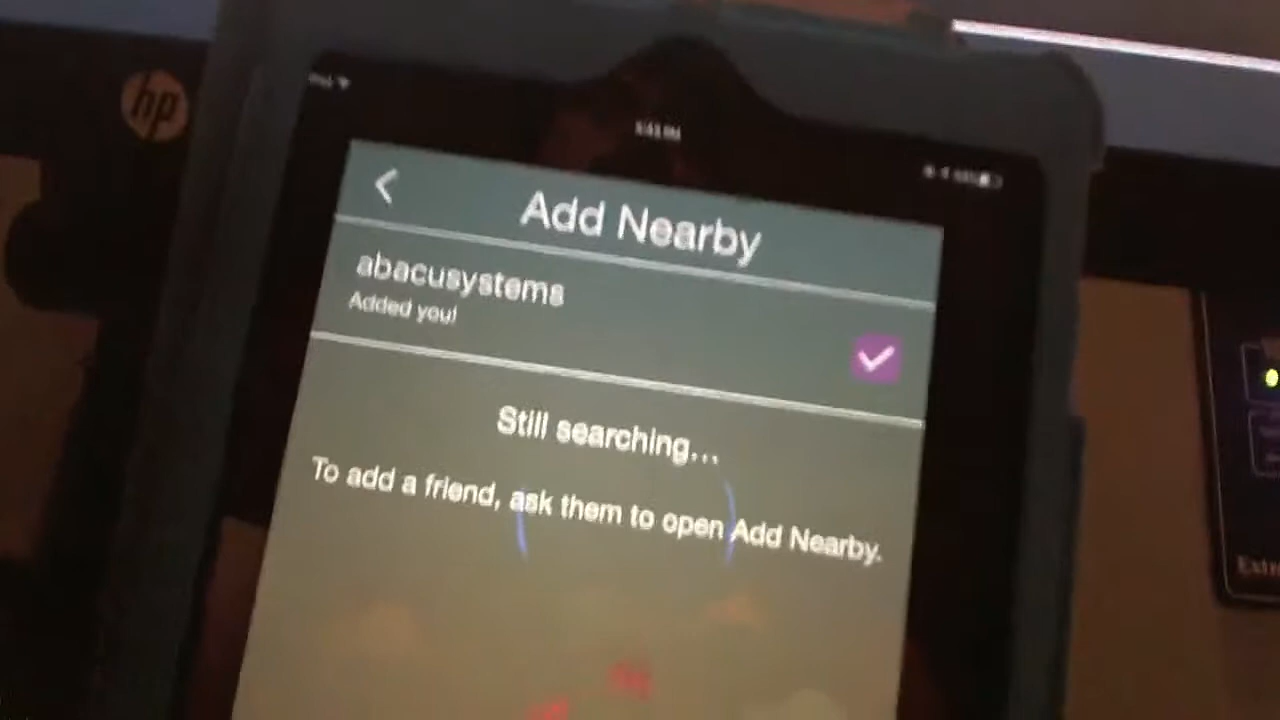 hp
Add Nearby
abacusystems
Added you!
Still searching...
To add a friend, ask them to open Add Nearby.